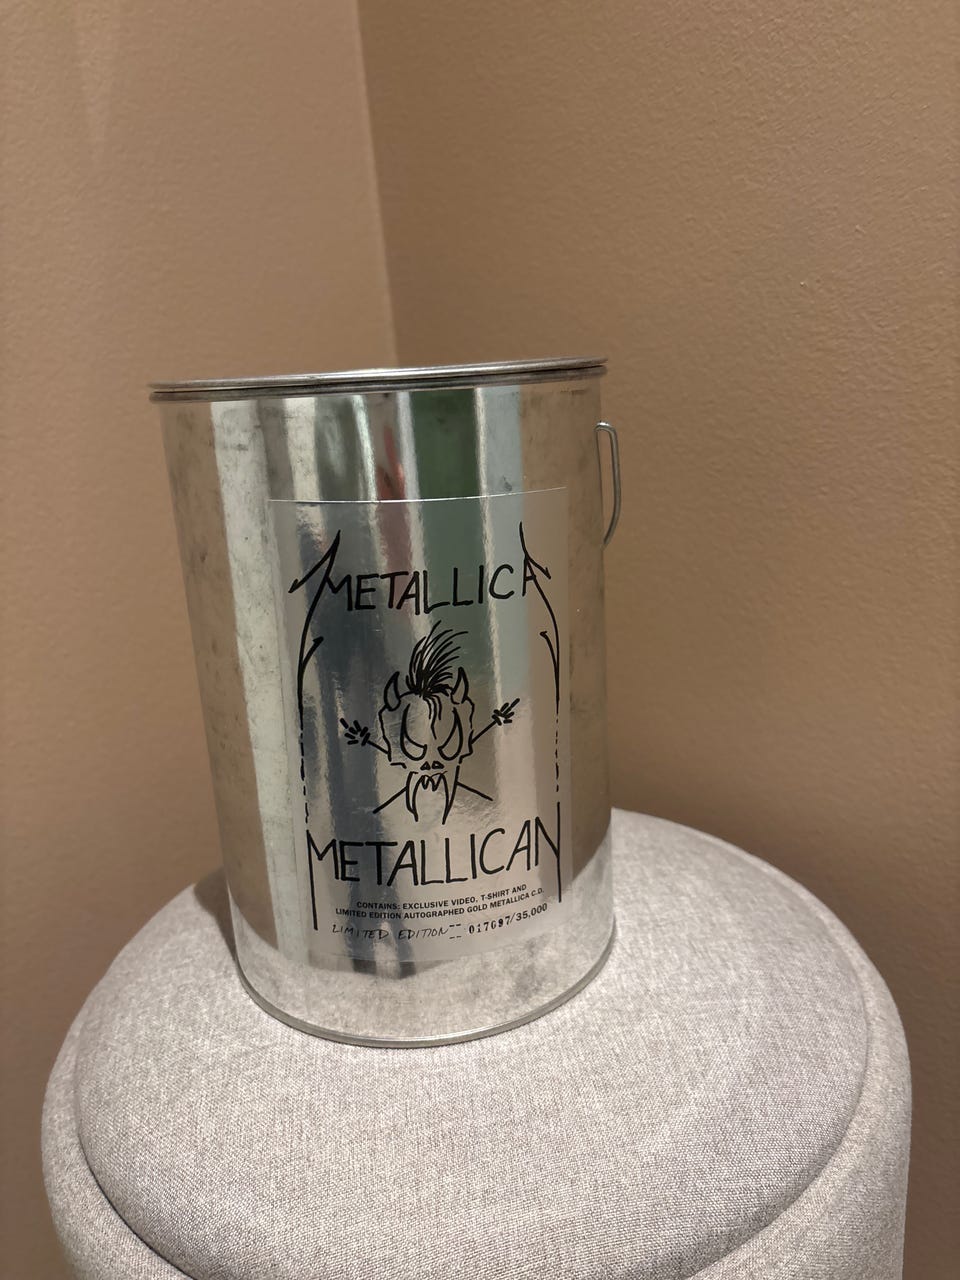 METALLICA
METALLICAN
CONTAINS: EXCLUSIVE VIDEO, T-SHIRT AND
LIMITED EDITION AUTOGRAPHED GOLD METALLICA C.D.
LIMITED EDITION -- 017697/35,000